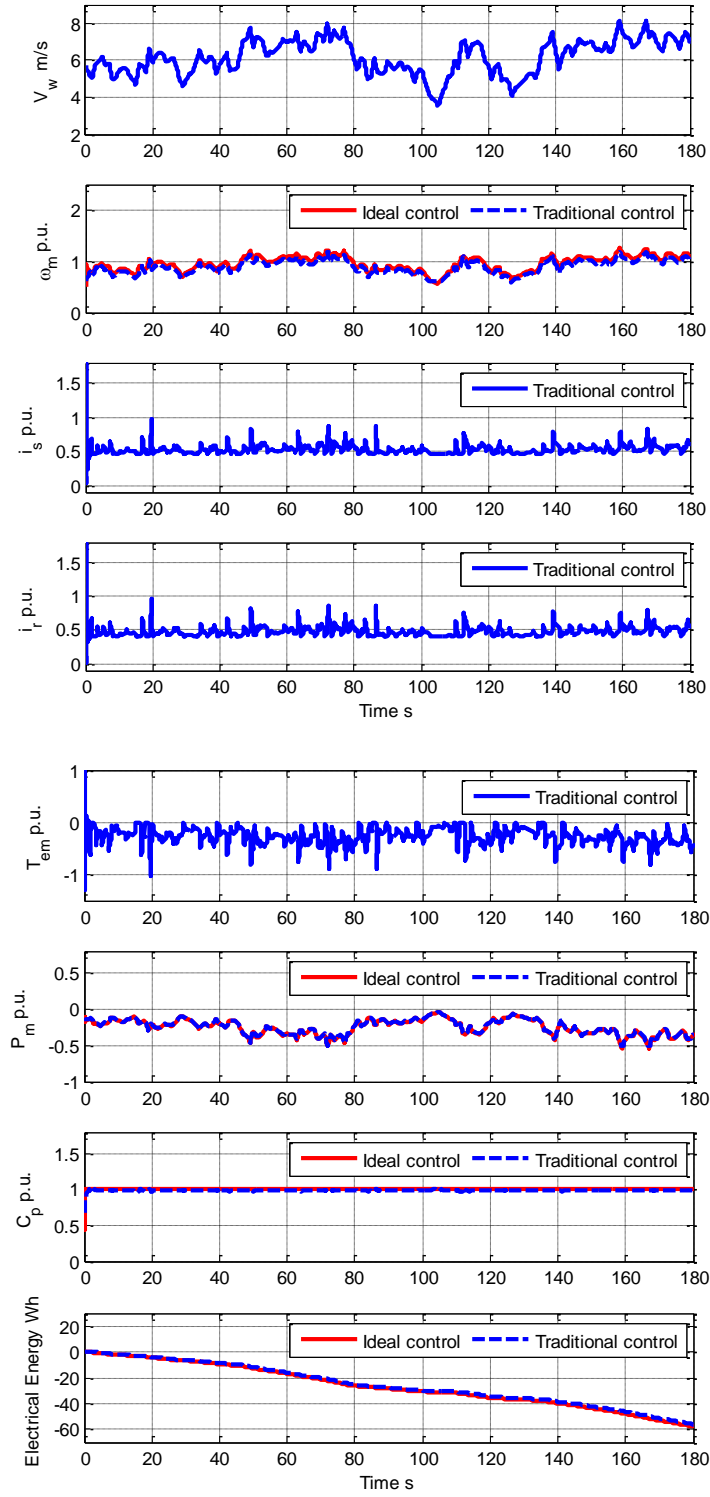 V_w m/s
8
6
4
2
0 20 40 60 80 100 120 140 160 180
ω_m p.u.
2
1
0
Ideal control Traditional control
0 20 40 60 80 100 120 140 160 180
i_s p.u.
1.5
1
0.5
0
Traditional control
0 20 40 60 80 100 120 140 160 180
i_r p.u.
1.5
1
0.5
0
Traditional control
0 20 40 60 80 100 120 140 160 180
Time s
T_em p.u.
1
0
-1
Traditional control
0 20 40 60 80 100 120 140 160 180
P_m p.u.
0.5
0
-0.5
-1
Ideal control Traditional control
0 20 40 60 80 100 120 140 160 180
C_p p.u.
1.5
1
0.5
0
Ideal control Traditional control
0 20 40 60 80 100 120 140 160 180
Electrical Energy Wh
20
0
-20
-40
-60
Ideal control Traditional control
0 20 40 60 80 100 120 140 160 180
Time s